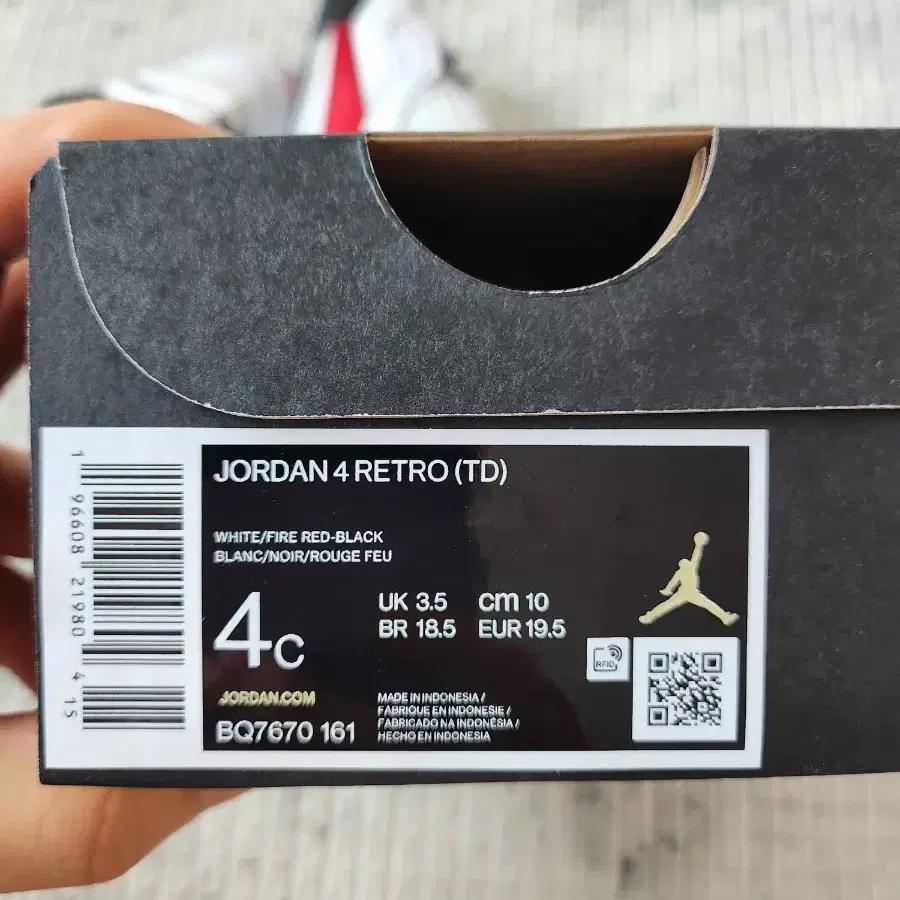 JORDAN 4 RETRO (TD)
WHITE/FIRE RED-BLACK
BLANC/NOIR/ROUGE FEU
4C
UK 3.5 cm 10
BR 18.5 EUR 19.5
RFID
JORDAN.COM
BQ7670 161
MADE IN INDONESIA /
FABRIQUE EN INDONESIE /
FABRICADO NA INDONÉSIA /
HECHO EN INDONESIA
1 96608 21980 4 15